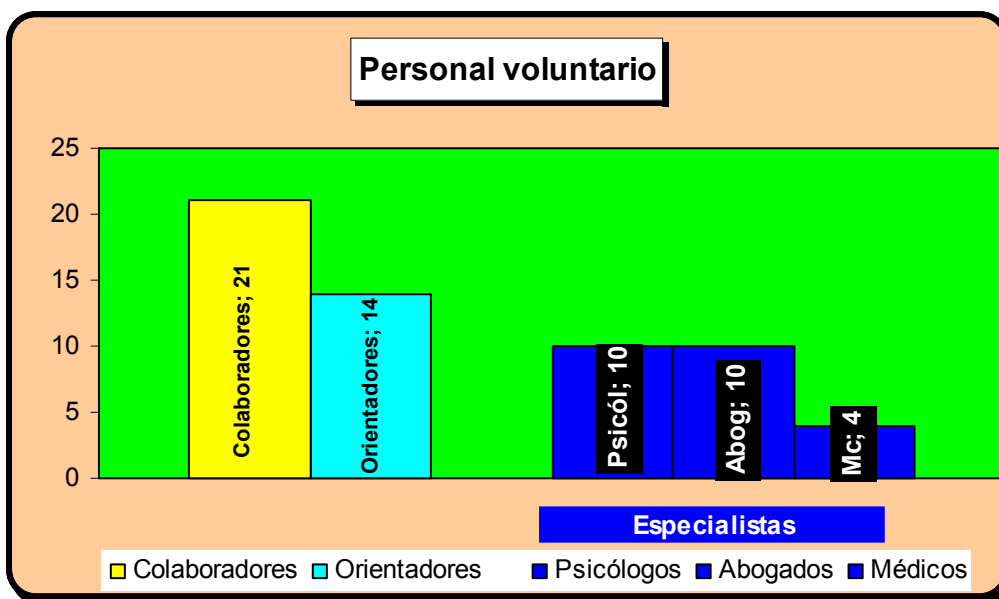 Personal voluntario
25
20
15
10
5
0
Colaboradores; 21
Orientadores; 14
Psicól; 10
Abog; 10
Mc; 4
Especialistas
Colaboradores Orientadores Psicólogos Abogados Médicos